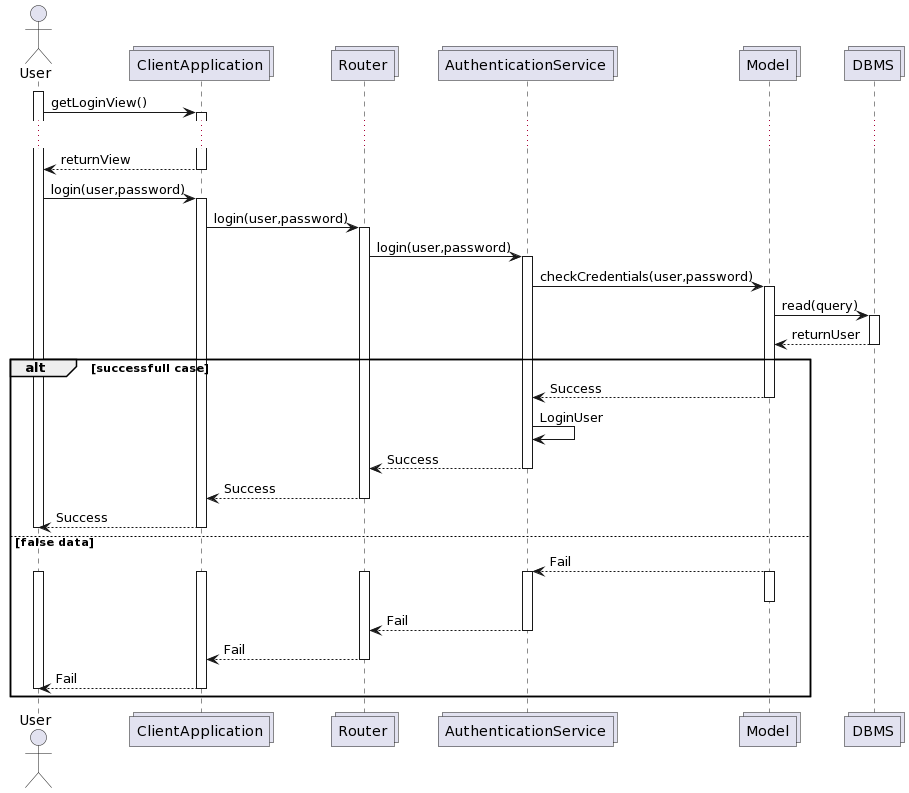 User
ClientApplication
Router
AuthenticationService
Model
DBMS
getLoginView()
returnView
login(user,password)
login(user,password)
login(user,password)
checkCredentials(user,password)
read(query)
returnUser
alt
[successfull case]
Success
LoginUser
Success
Success
Success
[false data]
Fail
Fail
Fail
Fail
User
ClientApplication
Router
AuthenticationService
Model
DBMS